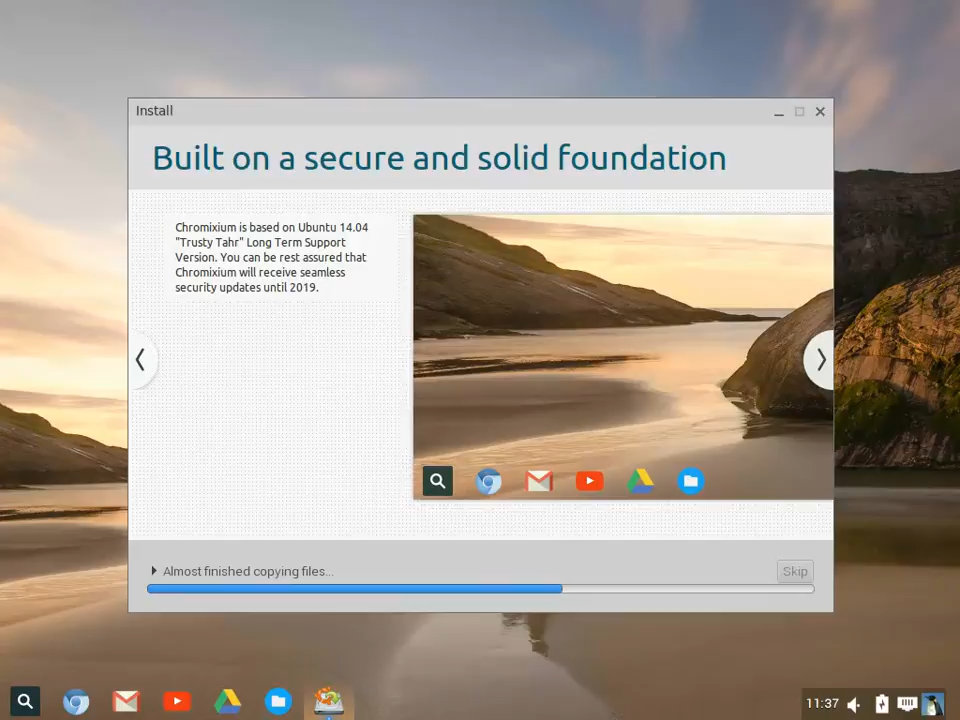 Install
Built on a secure and solid foundation
Chromixium is based on Ubuntu 14.04
"Trusty Tahr" Long Term Support
Version. You can be rest assured that
Chromixium will receive seamless
security updates until 2019.
Almost finished copying files...
Skip
11:37